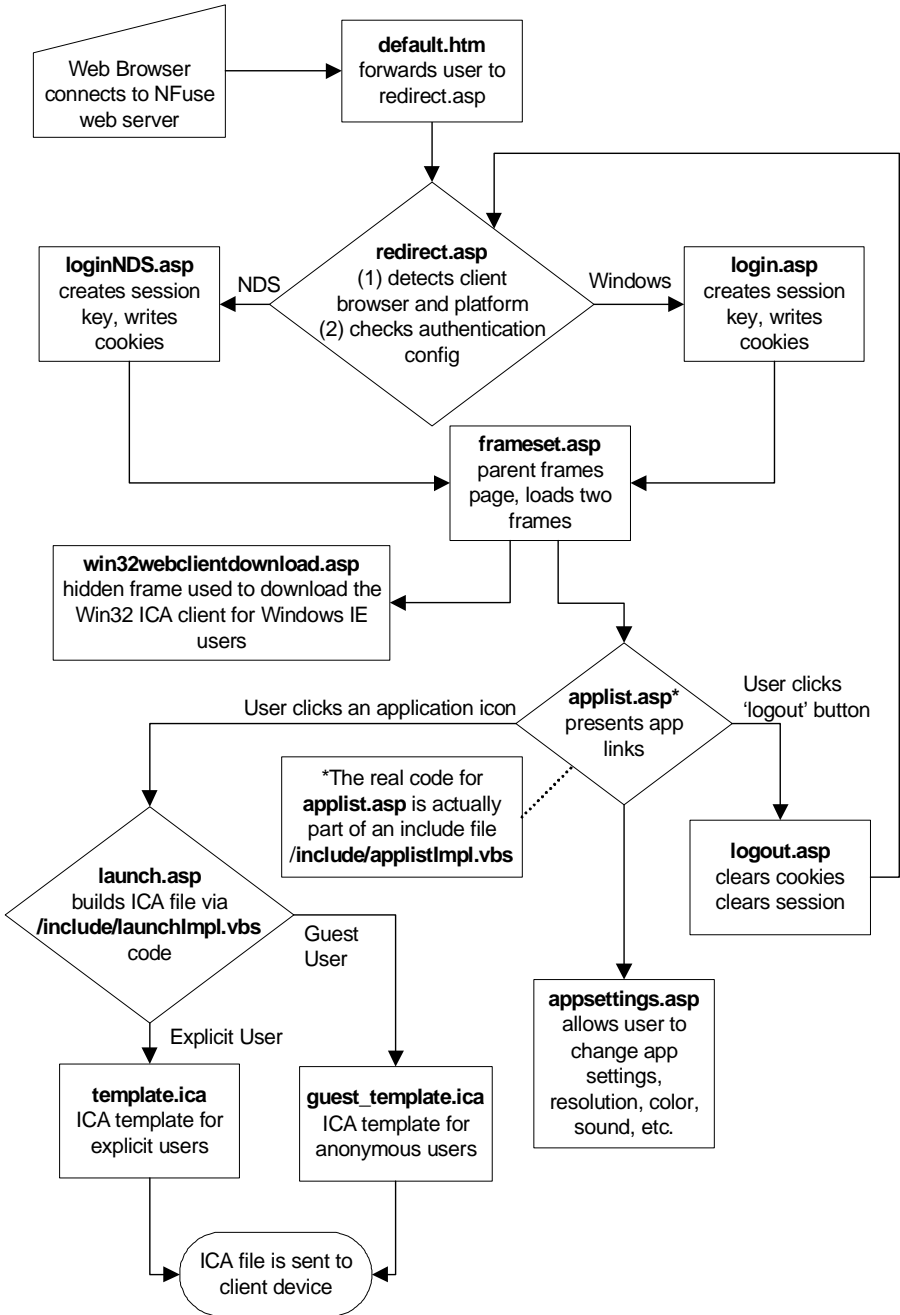 Web Browser
connects to NFuse
web server
default.htm
forwards user to
redirect.asp
redirect.asp
(1) detects client
browser and platform
(2) checks authentication
config
NDS
Windows
loginNDS.asp
creates session
key, writes
cookies
login.asp
creates session
key, writes
cookies
frameset.asp
parent frames
page, loads two
frames
win32webclientdownload.asp
hidden frame used to download the
Win32 ICA client for Windows IE
users
applist.asp*
presents app
links
User clicks an application icon
User clicks
‘logout’ button
*The real code for
applist.asp is actually
part of an include file
/include/applistImpl.vbs
logout.asp
clears cookies
clears session
launch.asp
builds ICA file via
/include/launchImpl.vbs
code
Guest
User
Explicit User
appsettings.asp
allows user to
change app
settings,
resolution, color,
sound, etc.
template.ica
ICA template for
explicit users
guest_template.ica
ICA template for
anonymous users
ICA file is sent to
client device